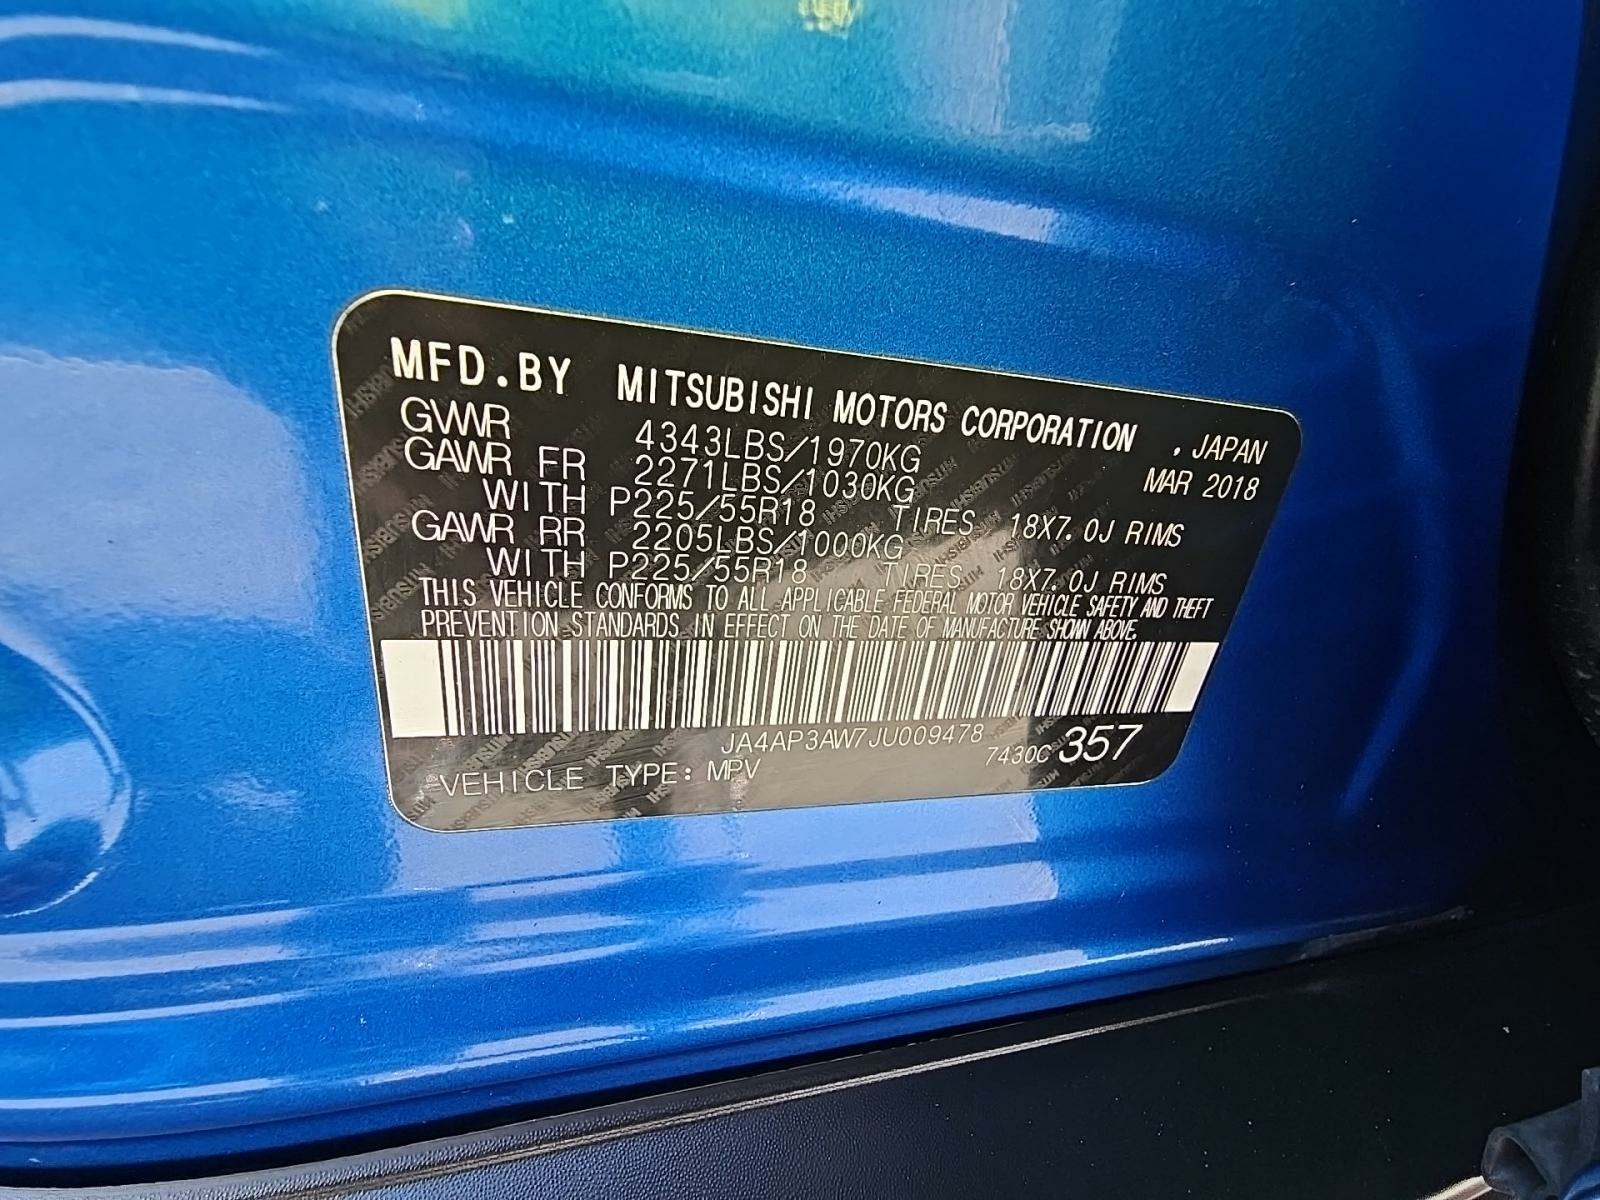 MFD.BY MITSUBISHI MOTORS CORPORATION , JAPAN
GVWR 4343LBS/1970KG MAR 2018
GAWR FR 2271LBS/1030KG
WITH P225/55R18 TIRES 18X7.0J RIMS
GAWR RR 2205LBS/1000KG
WITH P225/55R18 TIRES 18X7.0J RIMS
THIS VEHICLE CONFORMS TO ALL APPLICABLE FEDERAL MOTOR VEHICLE SAFETY AND THEFT
PREVENTION STANDARDS IN EFFECT ON THE DATE OF MANUFACTURE SHOWN ABOVE.
JA4AP3AW7JU009478
7430C 357
VEHICLE TYPE: MPV